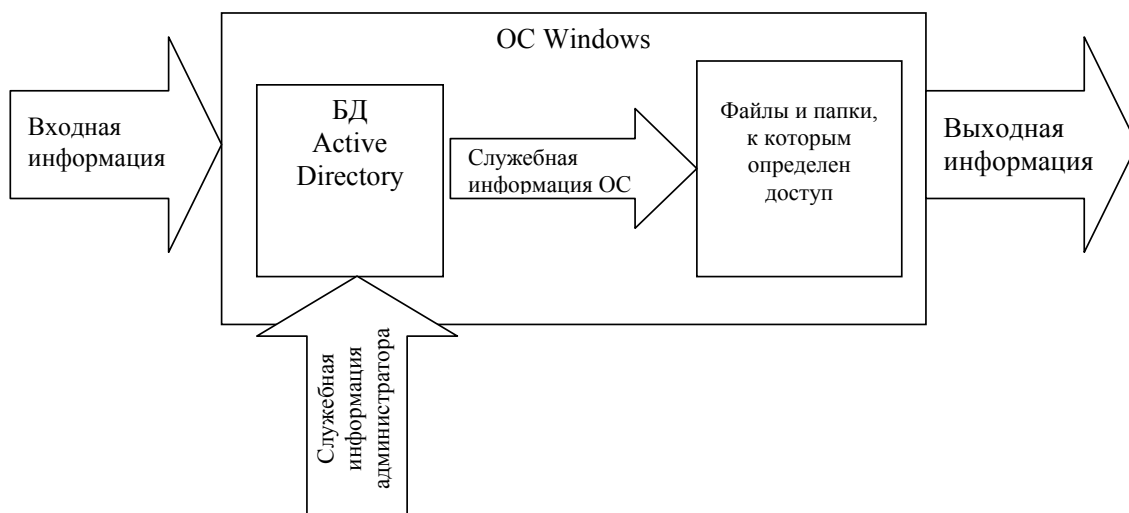 ОС Windows
Входная
информация
БД
Active
Directory
Служебная
информация ОС
Файлы и папки,
к которым
определен
доступ
Выходная
информация
Служебная
информация
администратора